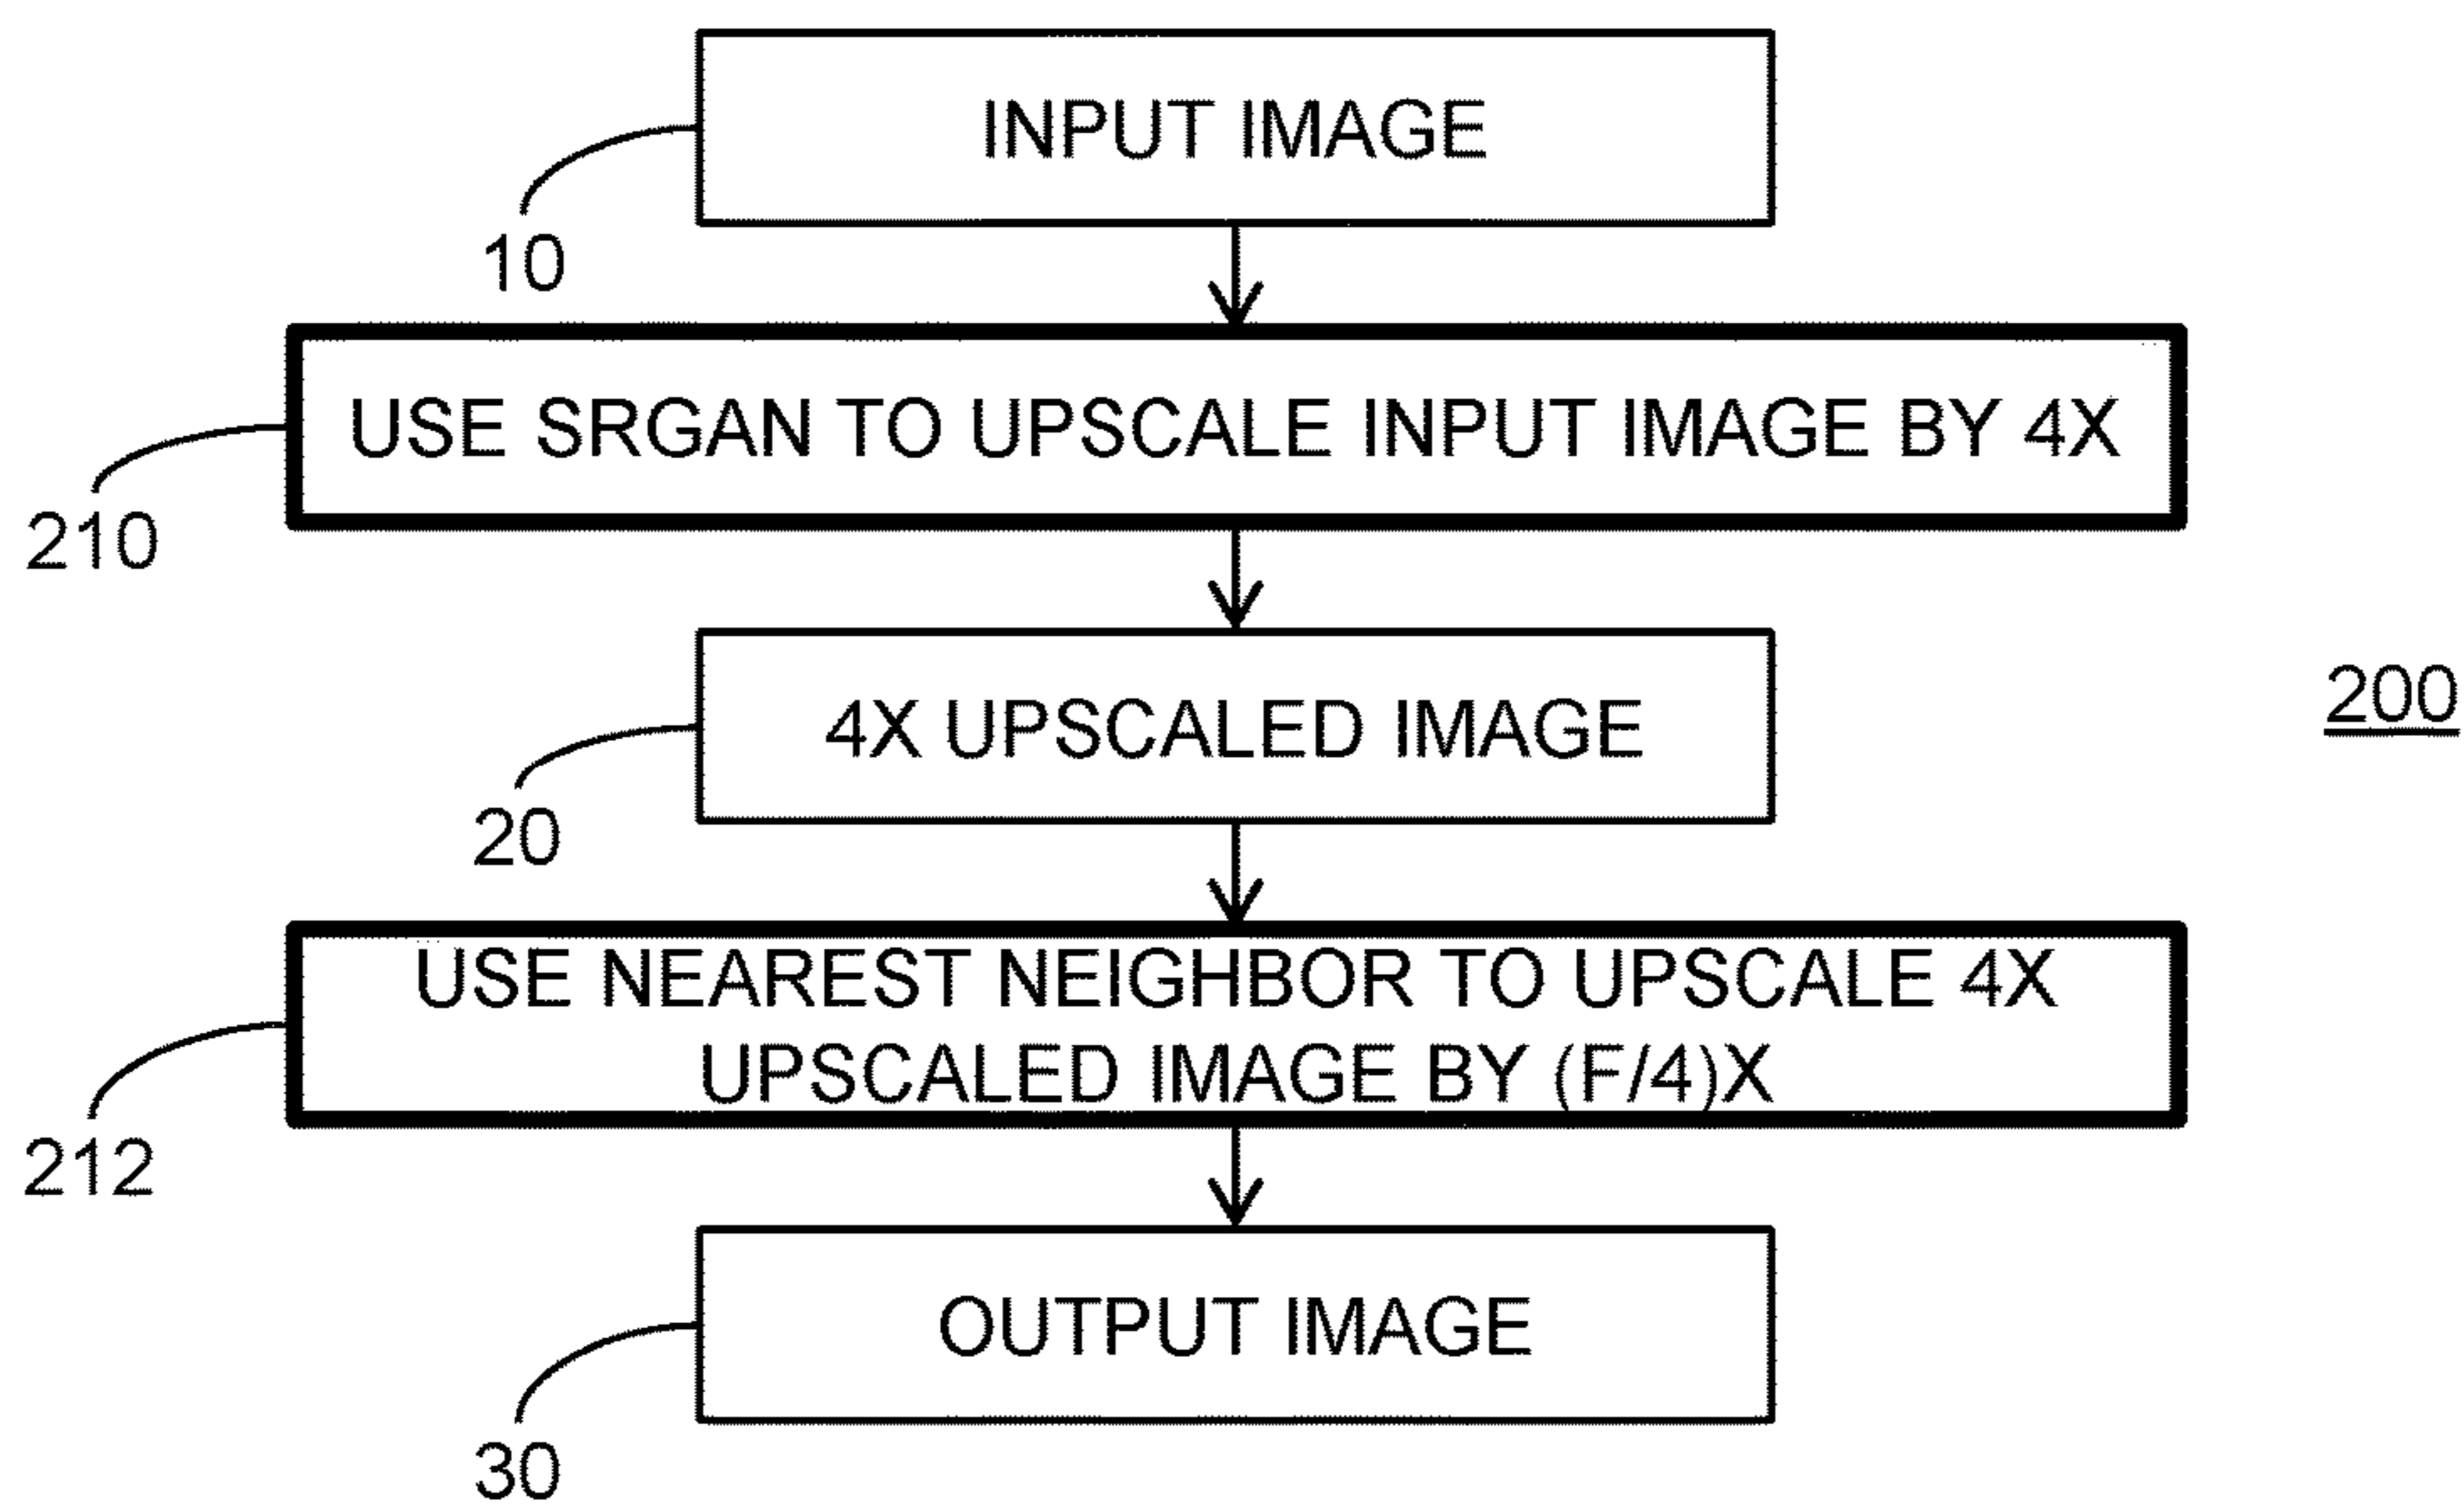 INPUT IMAGE
10
USE SRGAN TO UPSCALE INPUT IMAGE BY 4X
210
4X UPSCALED IMAGE
200
20
USE NEAREST NEIGHBOR TO UPSCALE 4X
UPSCALED IMAGE BY (F/4)X
212
OUTPUT IMAGE
30